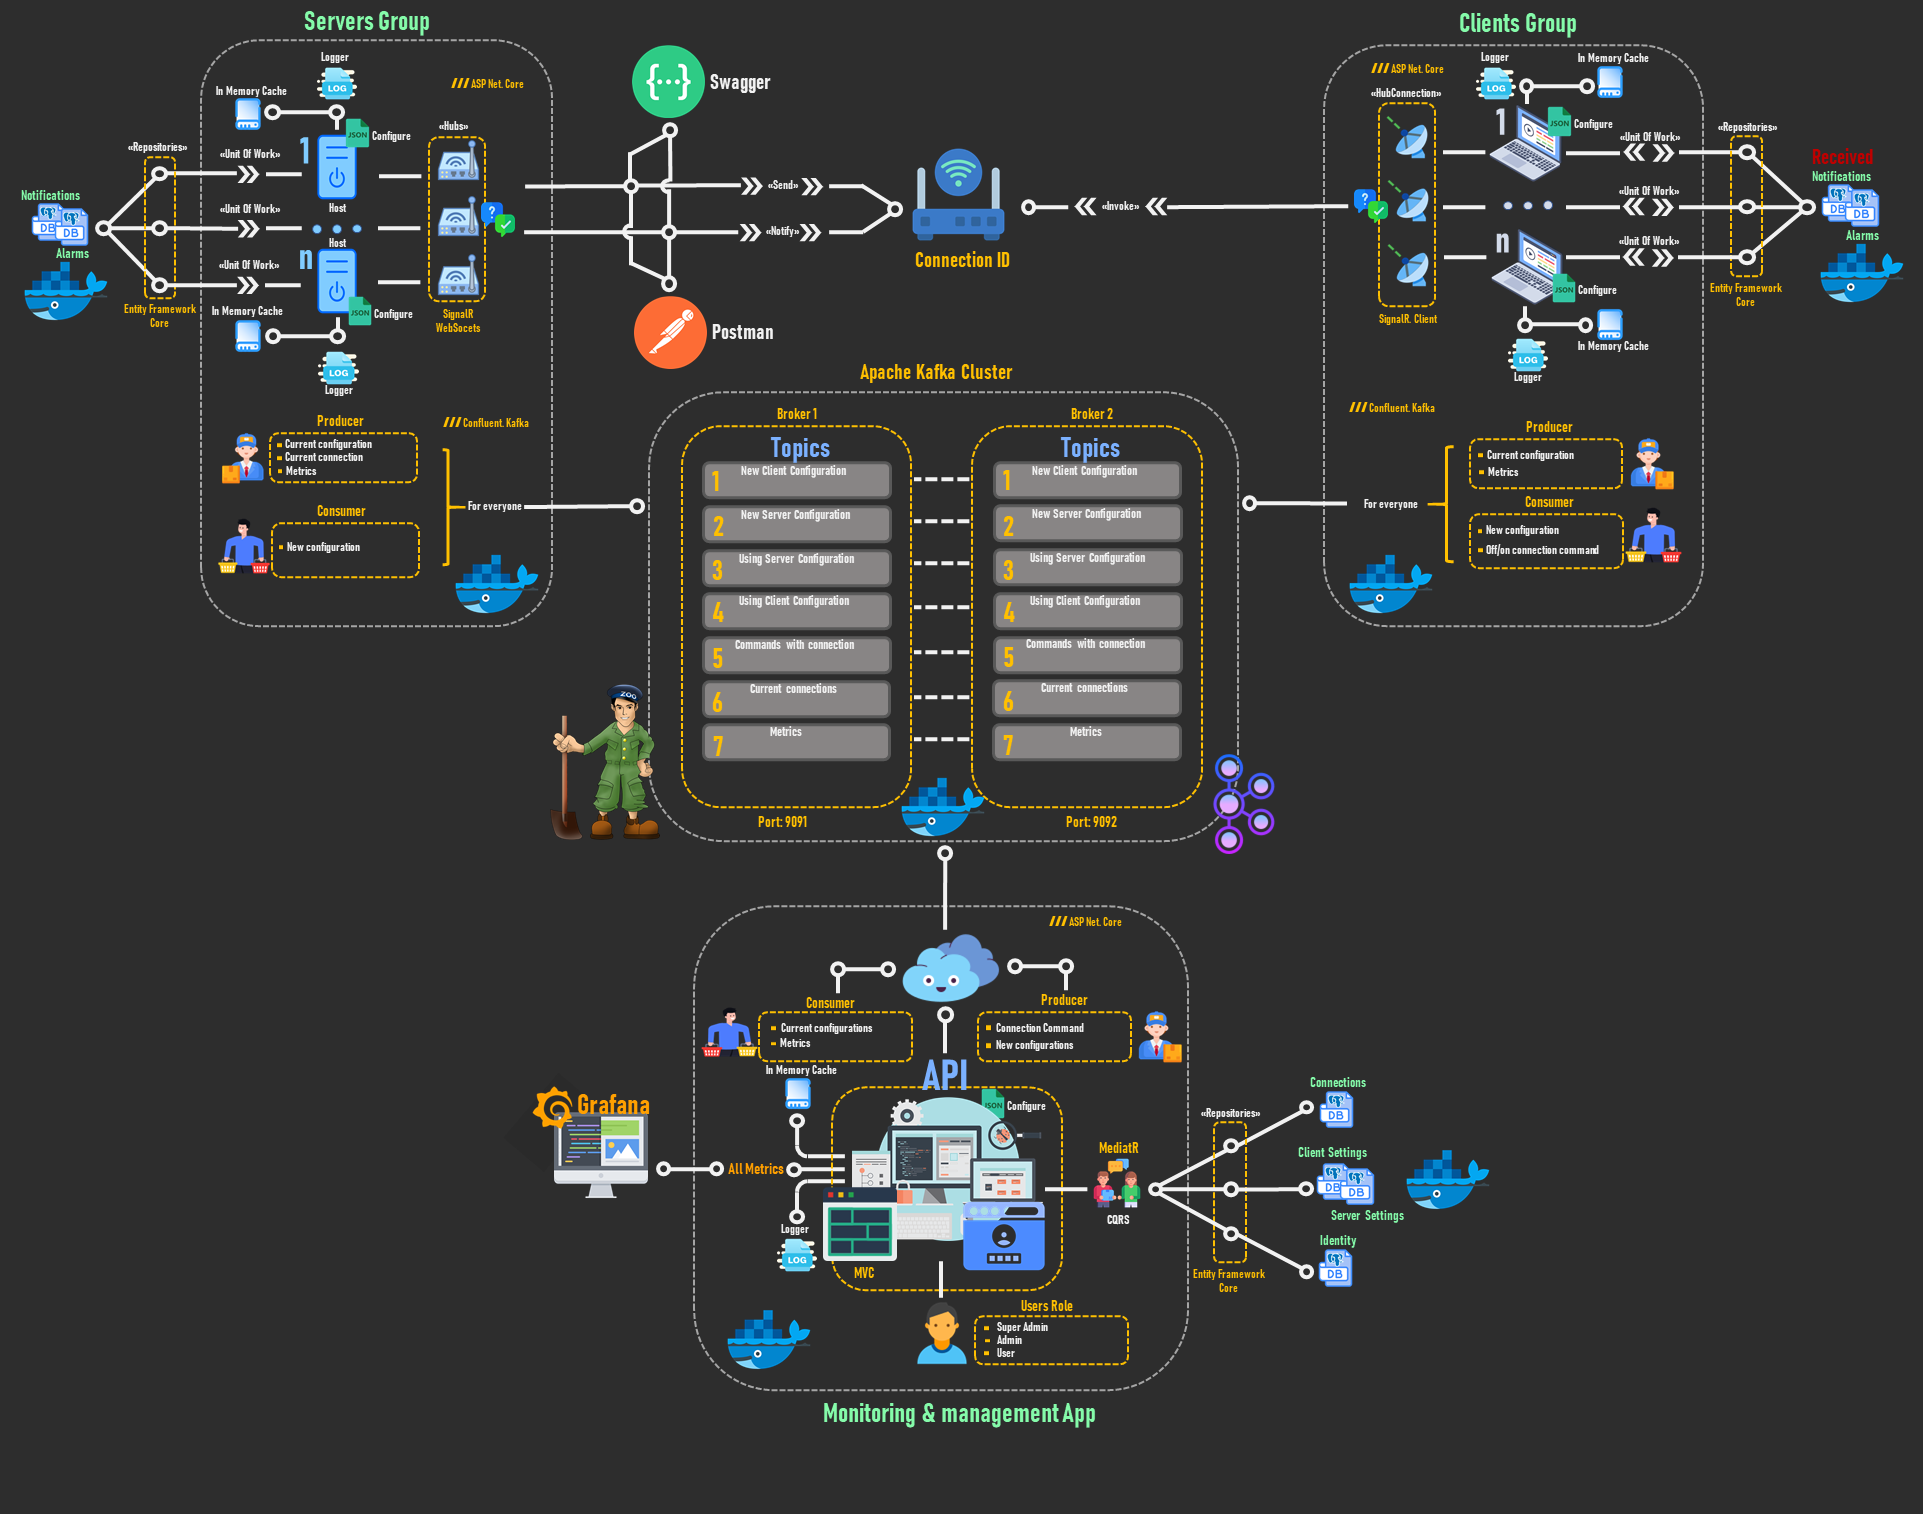 Servers Group
Logger
LOG
In Memory Cache
/// ASP Net. Core
JSON
Configure
«Hubs»
«Repositories»
«Unit Of Work»
1
Host
Notifications
DB
DB
Alarms
«Unit Of Work»
Host
«Unit Of Work»
n
JSON
Configure
Entity Framework
Core
In Memory Cache
SignalR
WebSocets
LOG
Logger
Producer
Current configuration
Current connection
Metrics
/// Confluent. Kafka
For everyone
Consumer
New configuration
Swagger
«Send»
«Notify»
Postman
Connection ID
«Invoke»
Clients Group
/// ASP Net. Core
Logger
LOG
In Memory Cache
«HubConnection»
1
JSON
Configure
«Unit Of Work»
«Repositories»
Received
Notifications
DB
DB
Alarms
«Unit Of Work»
«Unit Of Work»
n
JSON
Configure
Entity Framework
Core
SignalR. Client
In Memory Cache
LOG
Logger
/// Confluent. Kafka
For everyone
Producer
Current configuration
Metrics
Consumer
New configuration
Off/on connection command
Apache Kafka Cluster
Broker 1
Topics
1 New Client Configuration
2 New Server Configuration
3 Using Server Configuration
4 Using Client Configuration
5 Commands with connection
6 Current connections
7 Metrics
Port: 9091
Broker 2
Topics
1 New Client Configuration
2 New Server Configuration
3 Using Server Configuration
4 Using Client Configuration
5 Commands with connection
6 Current connections
7 Metrics
Port: 9092
ZOO
/// ASP Net. Core
Consumer
Current configurations
Metrics
Producer
Connection Command
New configurations
In Memory Cache
API
JSON
Configure
Grafana
All Metrics
Logger
LOG
MVC
MediatR
CQRS
«Repositories»
Entity Framework
Core
Connections
DB
Client Settings
DB
DB
Server Settings
Identity
DB
Users Role
Super Admin
Admin
User
Monitoring & management App